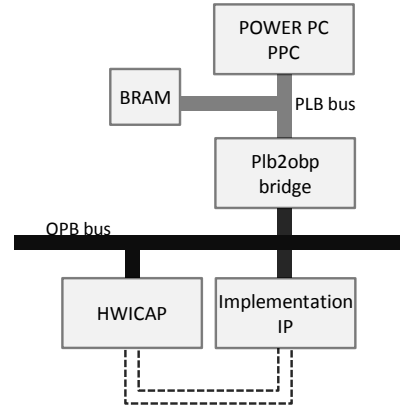 POWER PC
PPC
BRAM
PLB bus
Plb2obp
bridge
OPB bus
HWICAP
Implementation
IP